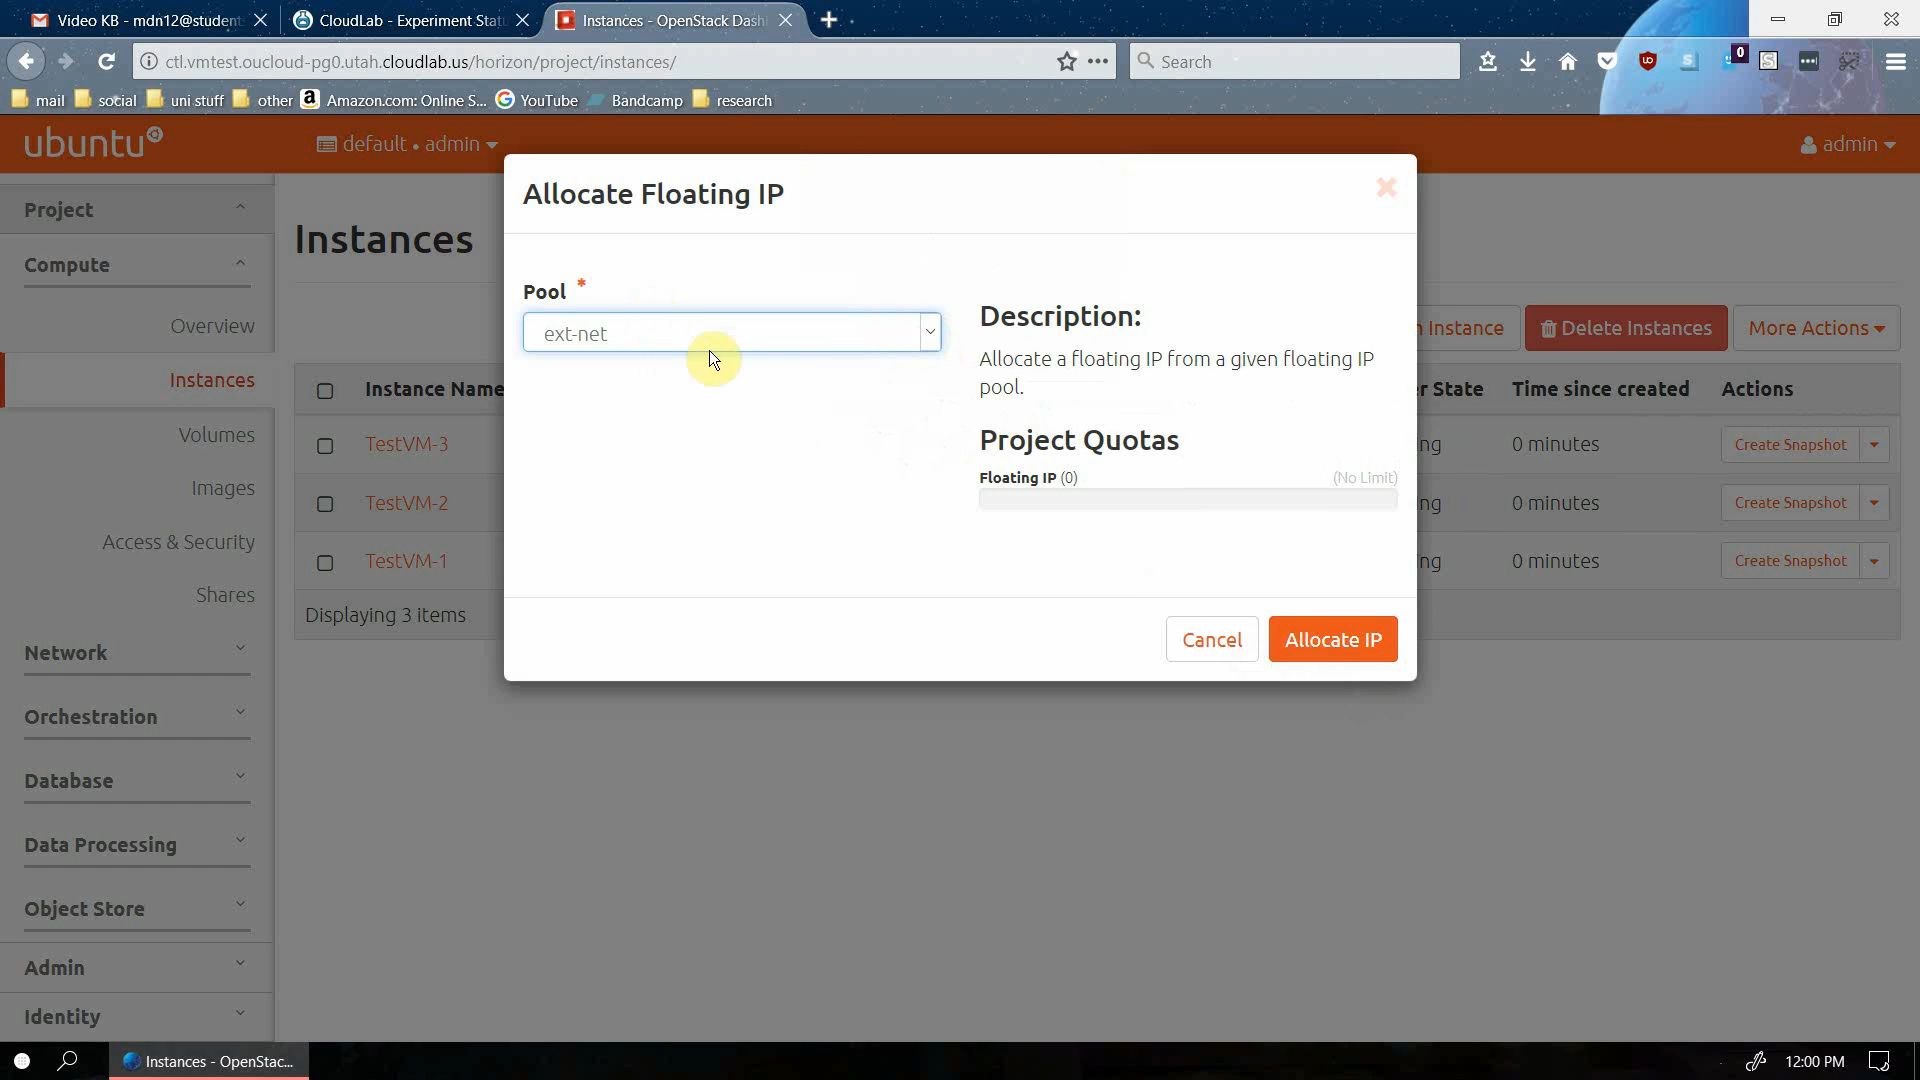 Video KB - mdn12@student
CloudLab - Experiment Stat
Instances - OpenStack Dash
ctl.vmtest.oucloud-pg0.utah.cloudlab.us/horizon/project/instances/
Search
0
mail
social
uni stuff
other
Amazon.com: Online S...
YouTube
Bandcamp
research
ubuntu
default • admin
admin
Project
Compute
Overview
Instances
Volumes
Images
Access & Security
Shares
Network
Orchestration
Database
Data Processing
Object Store
Admin
Identity
Instances
Instance
Delete Instances
More Actions
Instance Name
r State
Time since created
Actions
TestVM-3
ng
0 minutes
Create Snapshot
TestVM-2
ng
0 minutes
Create Snapshot
TestVM-1
ng
0 minutes
Create Snapshot
Displaying 3 items
Allocate Floating IP
Pool *
ext-net
Description:
Allocate a floating IP from a given floating IP
pool.
Project Quotas
Floating IP (0)
(No Limit)
Cancel
Allocate IP
Instances - OpenStac...
12:00 PM